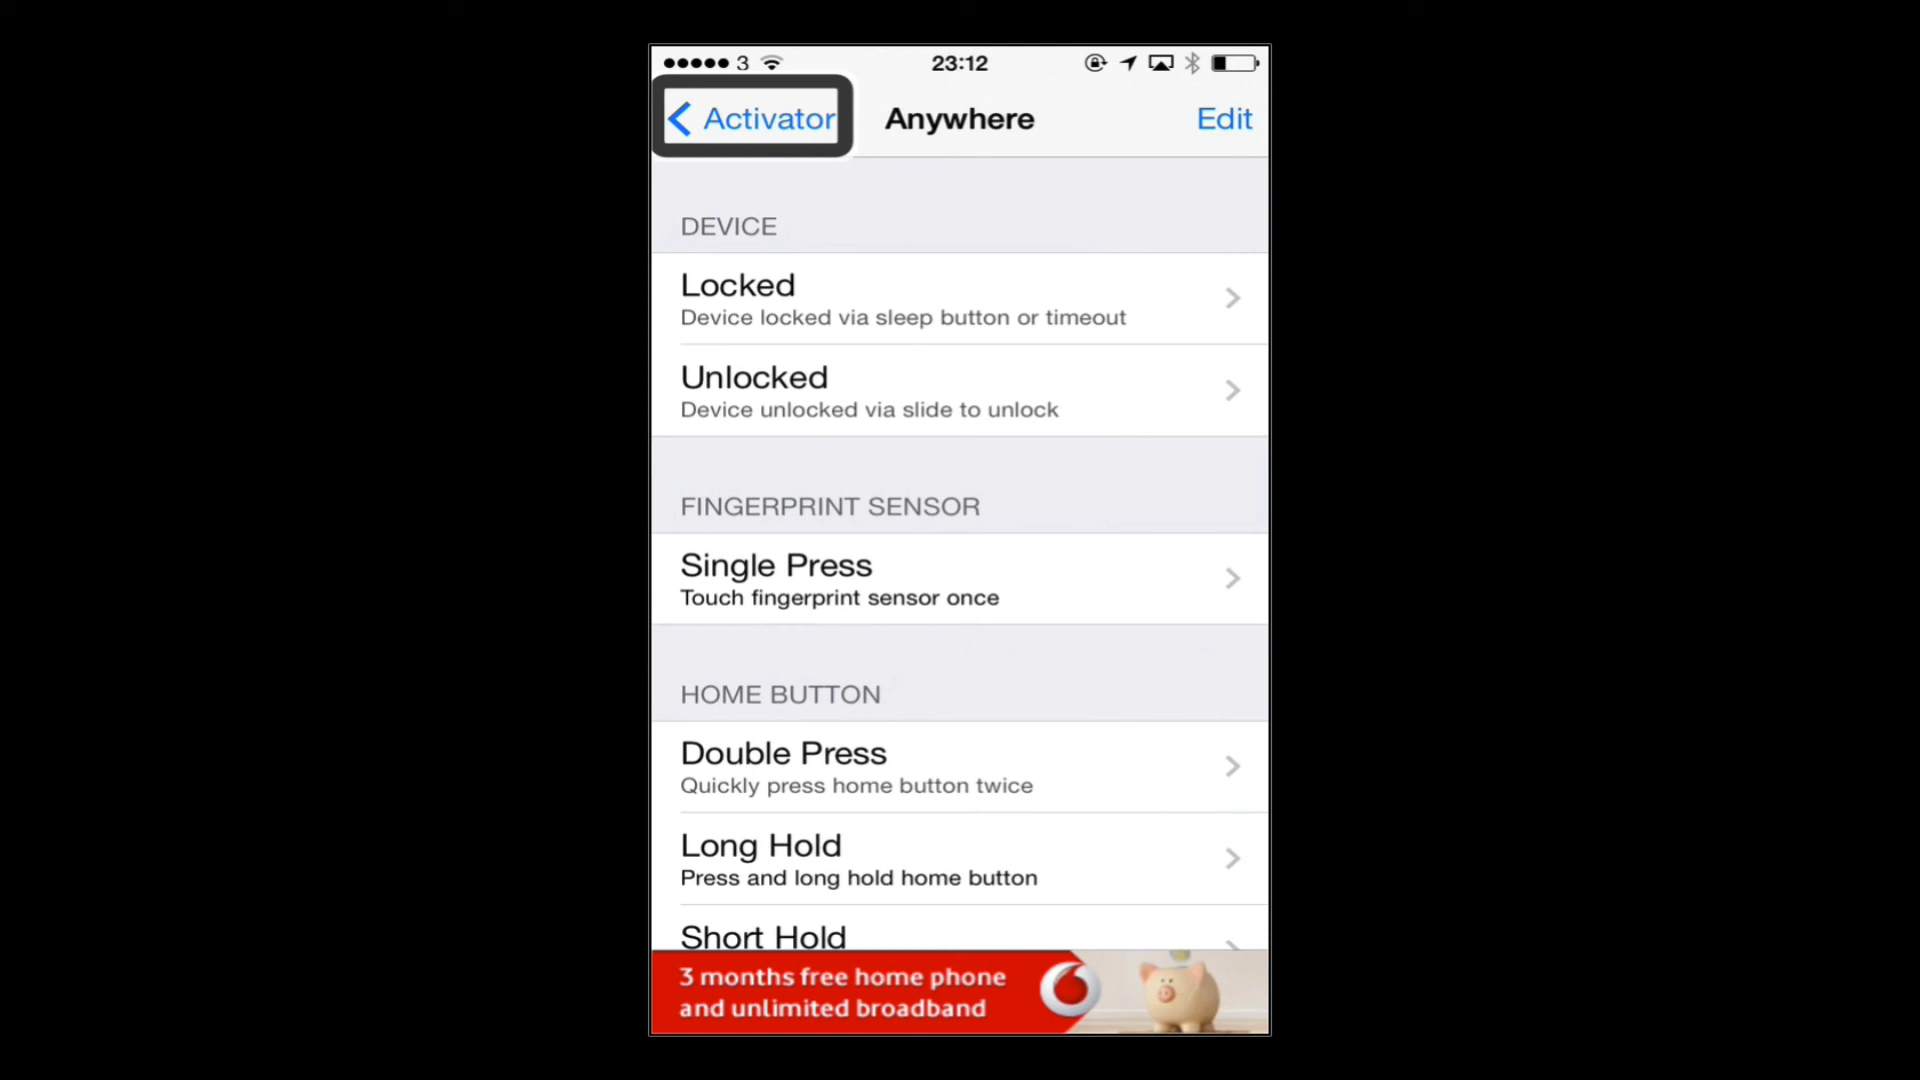 3 23:12
Activator Anywhere Edit
DEVICE
Locked
Device locked via sleep button or timeout
Unlocked
Device unlocked via slide to unlock
FINGERPRINT SENSOR
Single Press
Touch fingerprint sensor once
HOME BUTTON
Double Press
Quickly press home button twice
Long Hold
Press and long hold home button
Short Hold
3 months free home phone
and unlimited broadband